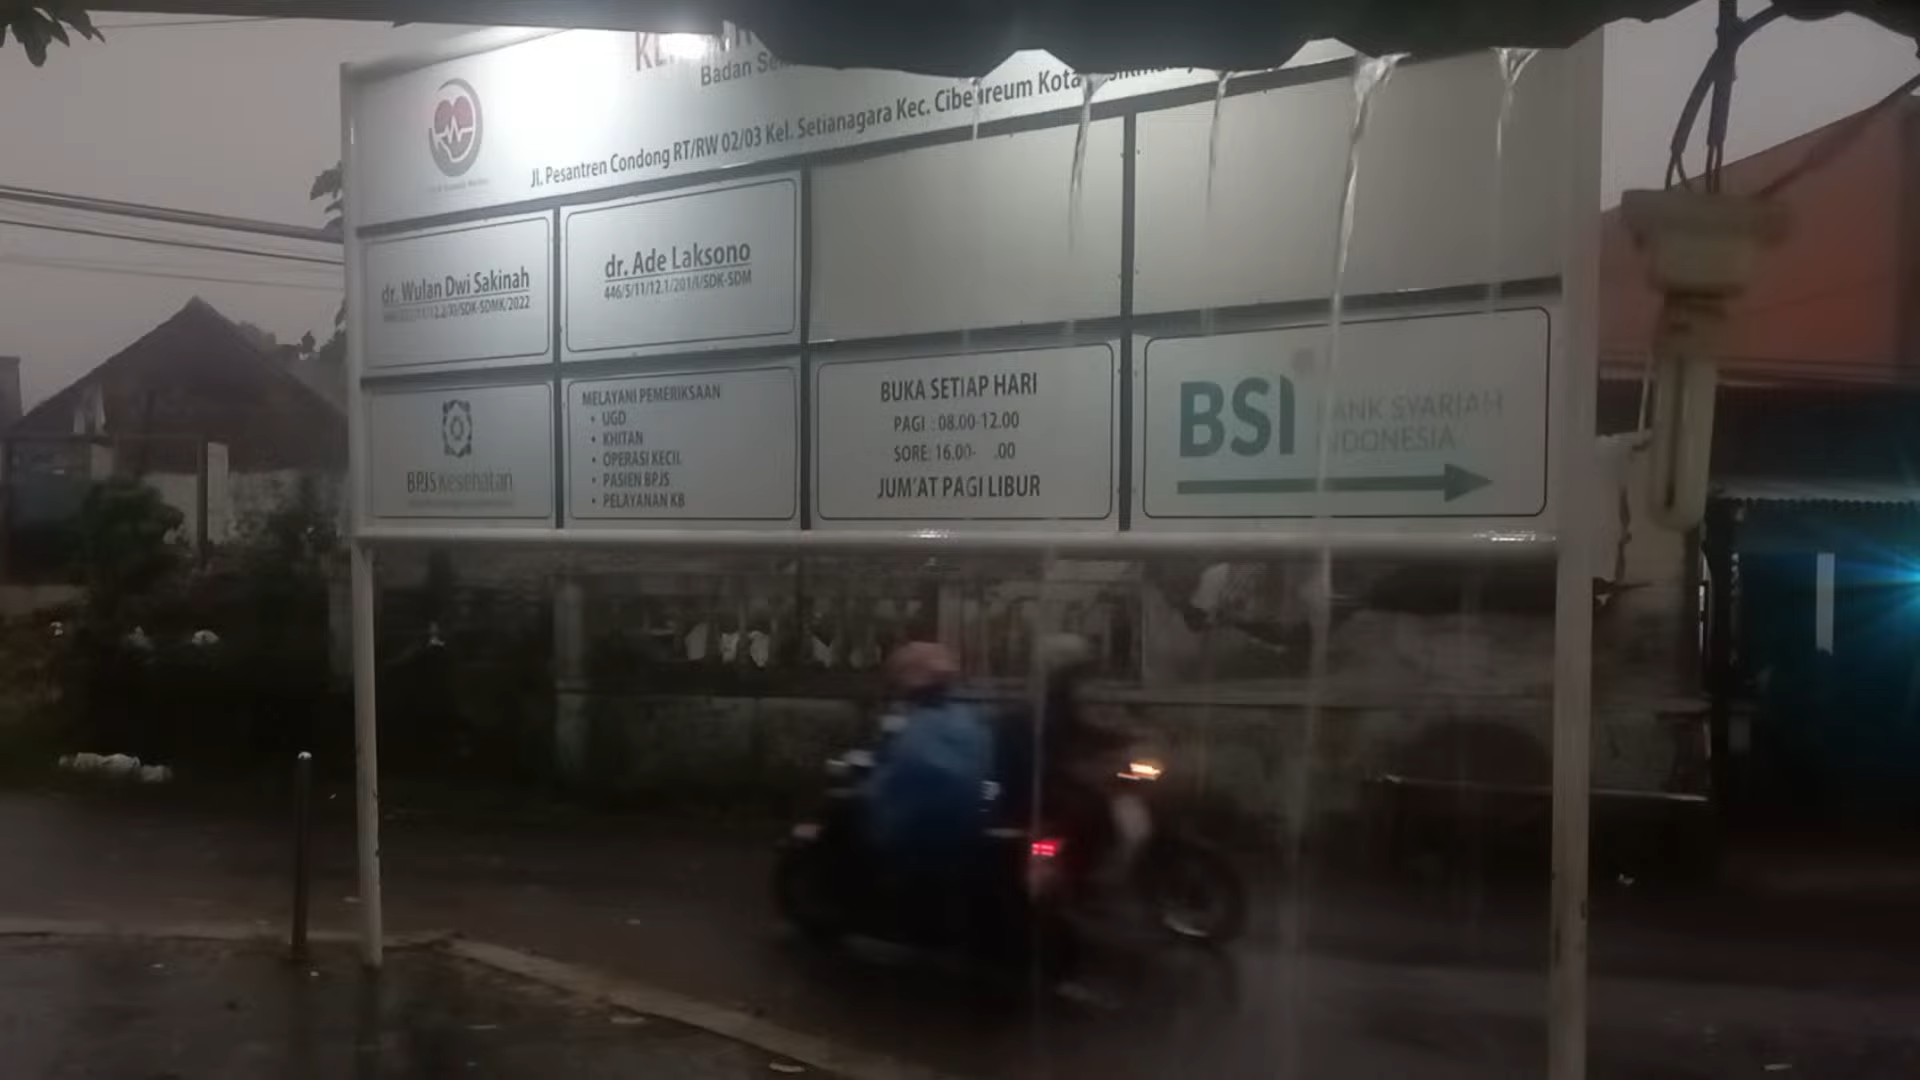 Badan
Jl. Pesantren Condong RT/RW 02/03 Kel. Setianagara Kec. Cibeureum Kota
dr. Wulan Dwi Sakinah
dr. Ade Laksono
446/5/11/12.1/201/I/SDK-SDM
BPJS Kesehatan
MELAYANI PEMERIKSAAN
• UGD
• KHITAN
• OPERASI KECIL
• PASIEN BPJS
• PELAYANAN KB
BUKA SETIAP HARI
PAGI : 08.00-12.00
SORE: 16.00- .00
JUM'AT PAGI LIBUR
BSI BANK SYARIAH
INDONESIA